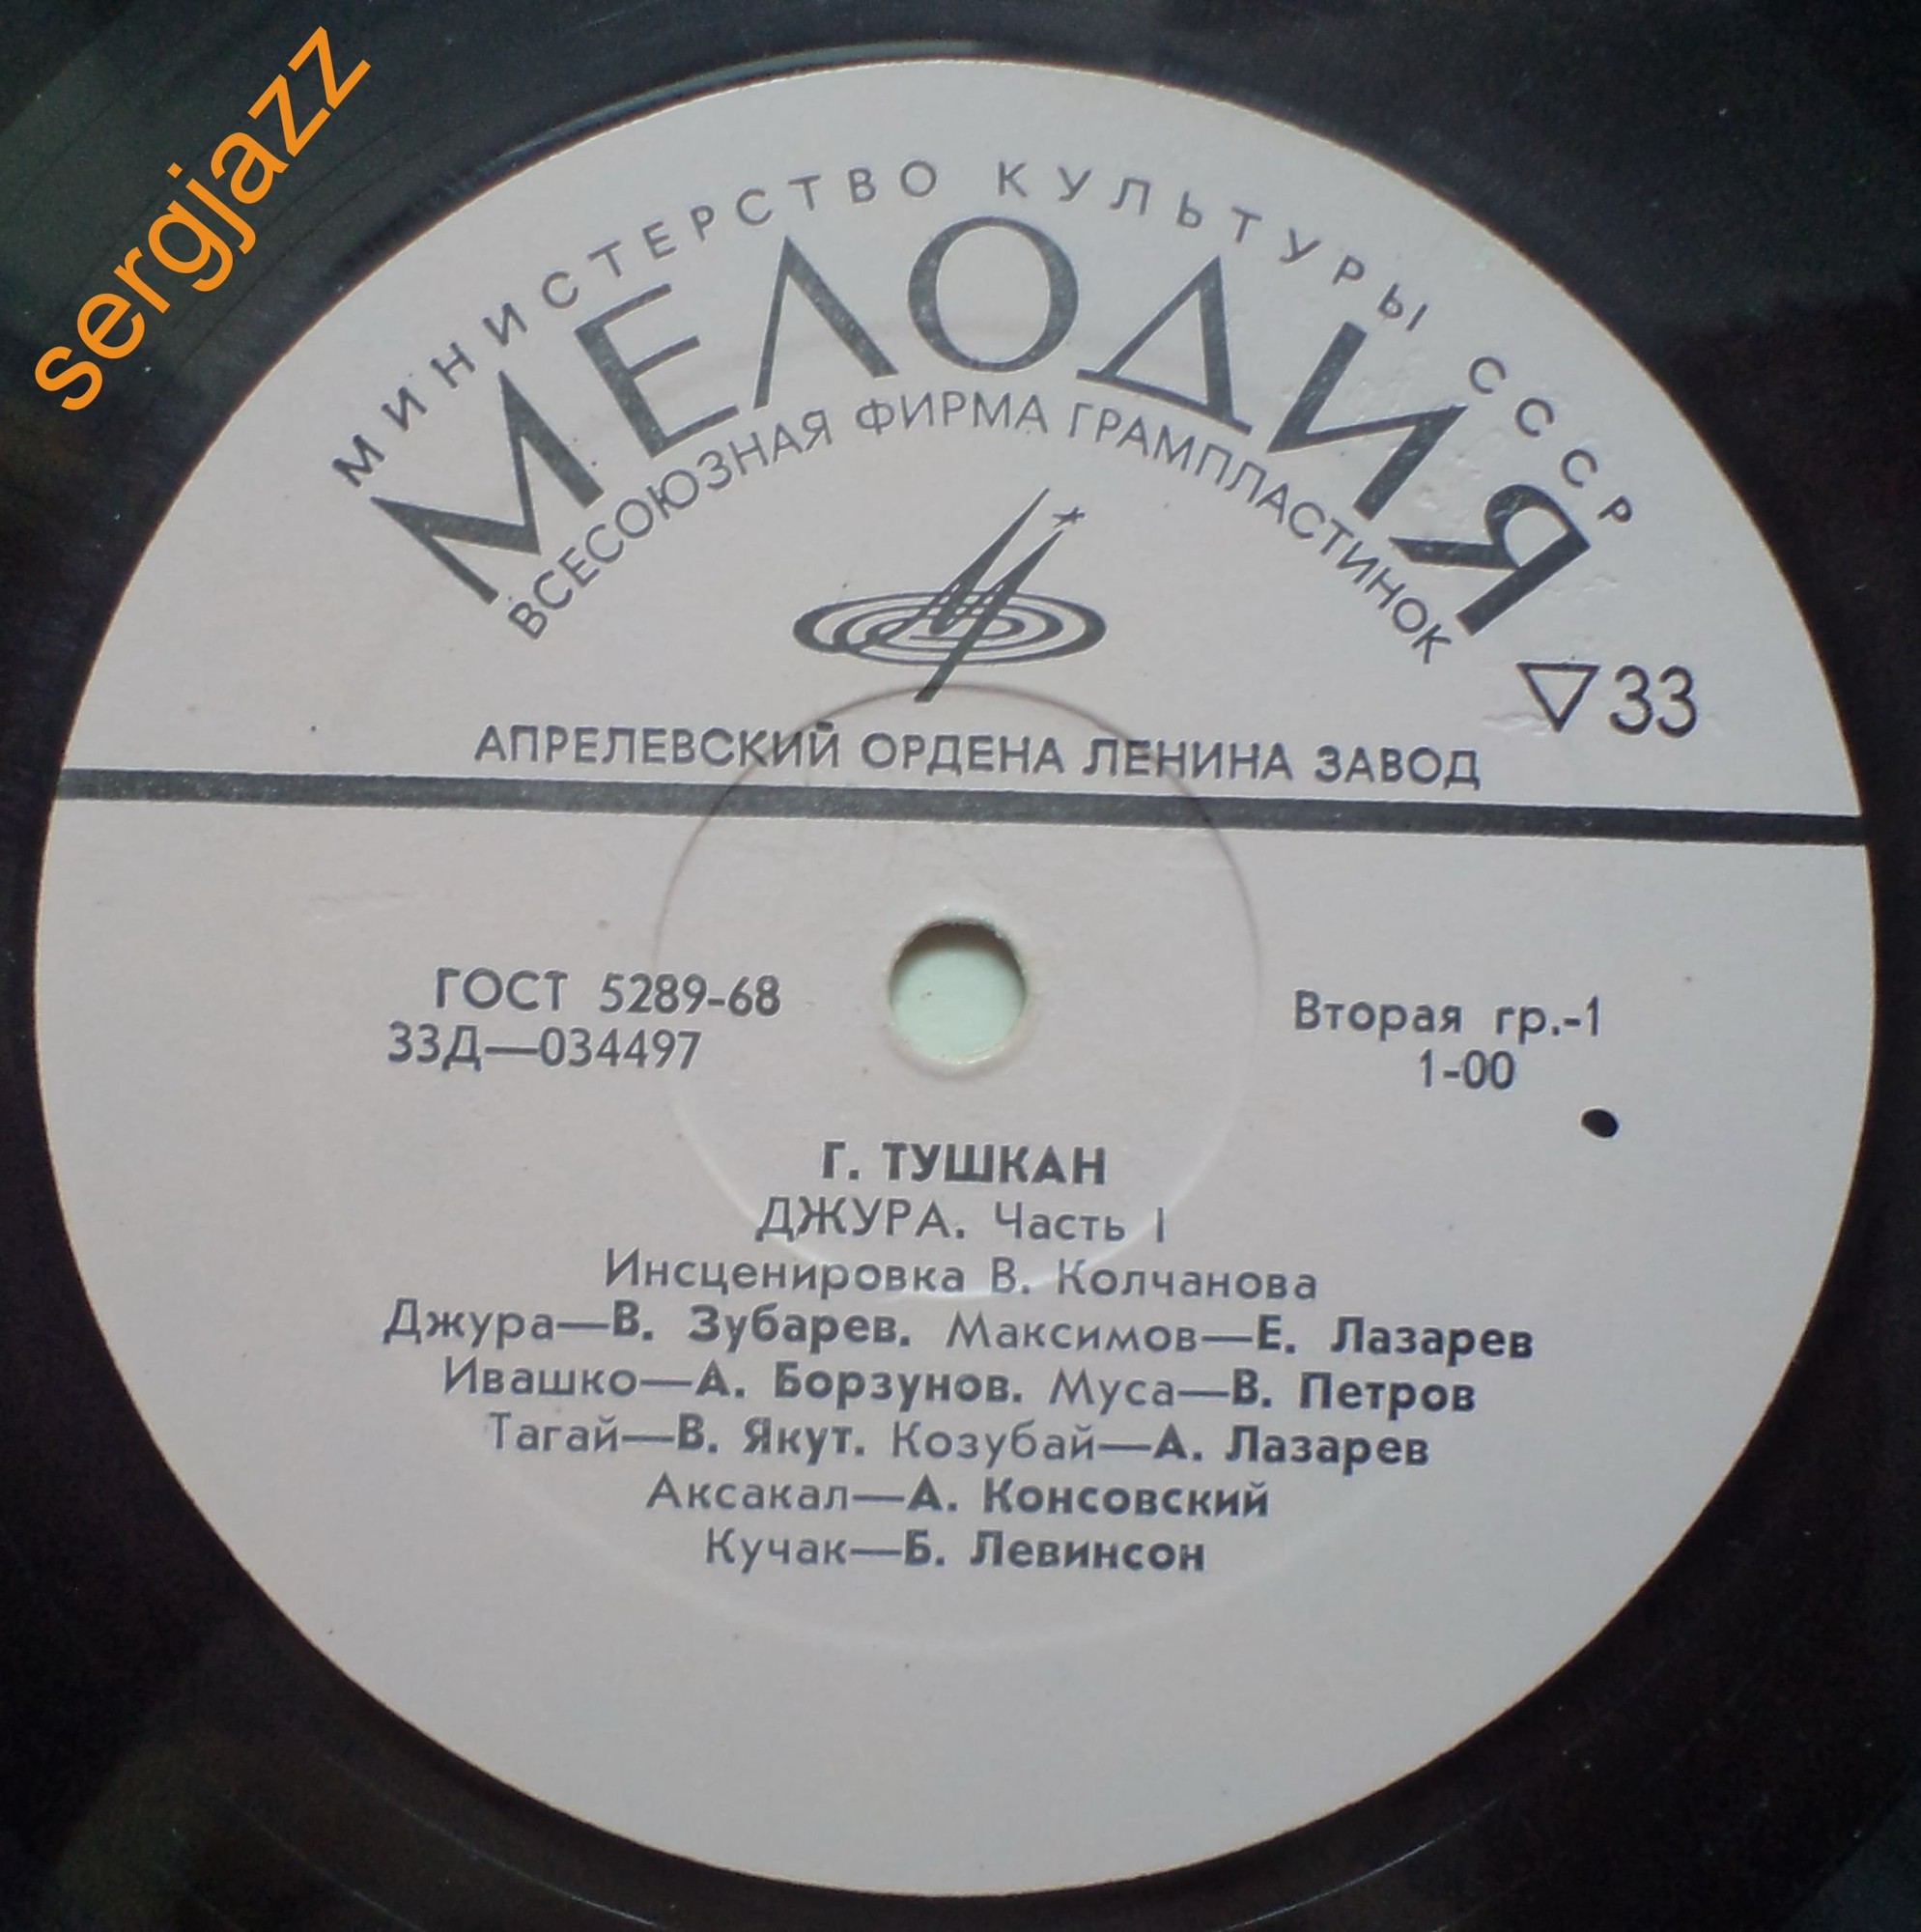 sergjazz
МИНИСТЕРСТВО КУЛЬТУРЫ СССР
МЕЛОДИЯ
ВСЕСОЮЗНАЯ ФИРМА ГРАМПЛАСТИНОК
▽33
АПРЕЛЕВСКИЙ ОРДЕНА ЛЕНИНА ЗАВОД
ГОСТ 5289-68
33Д—034497
Вторая гр.-1
1-00
Г. ТУШКАН
ДЖУРА. Часть I
Инсценировка В. Колчанова
Джура—В. Зубарев. Максимов—Е. Лазарев
Ивашко—А. Борзунов. Муса—В. Петров
Тагай—В. Якут. Козубай—А. Лазарев
Аксакал—А. Консовский
Кучак—Б. Левинсон